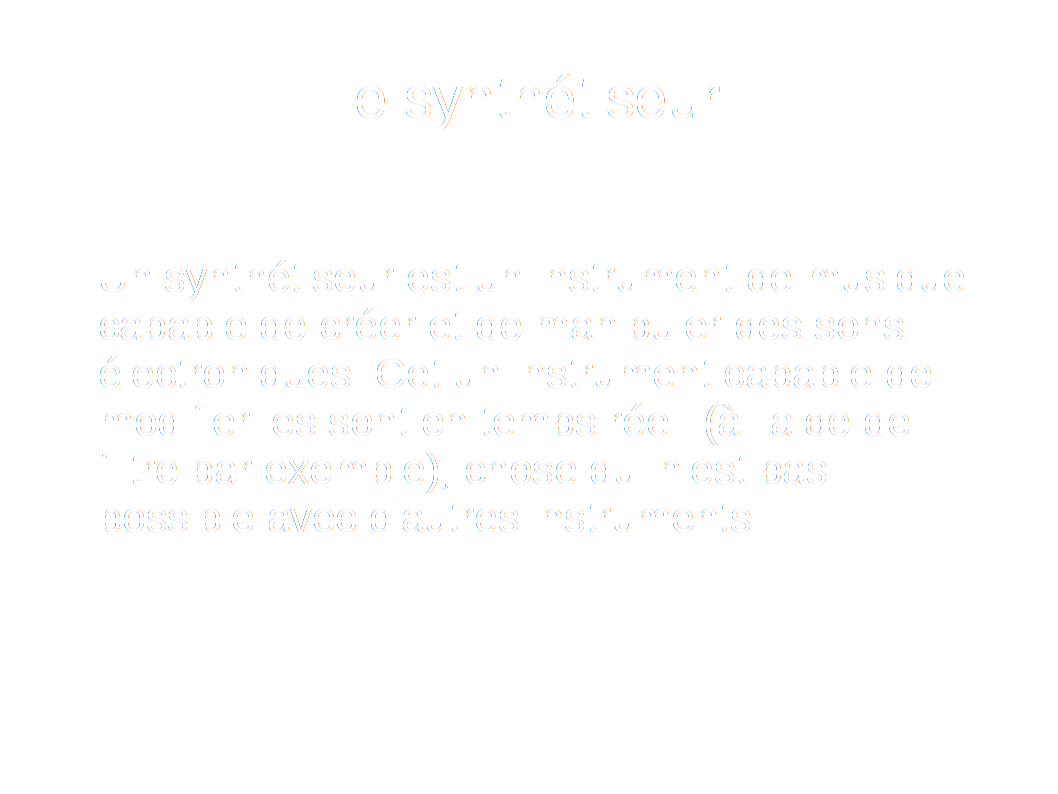 Le synthétiseur
Un synthétiseur est un instrument de musique
capable de créer et de manipuler des sons
électroniques. Cet un instrument capable de
modifier les sont en temps réel (à l'aide de
filtre par exemple), chose qui n'est pas
possible avec d'autres instruments.